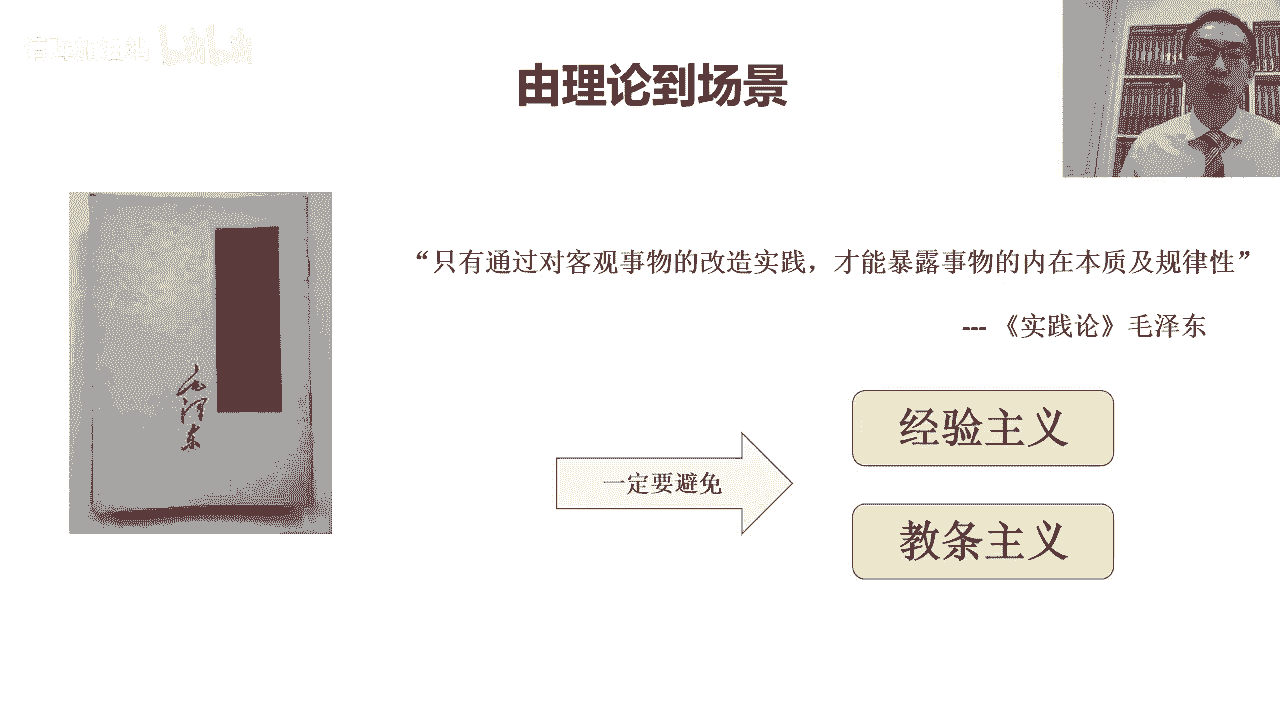 由理论到场景
“只有通过对客观事物的改造实践，才能暴露事物的内在本质及规律性”
--- 《实践论》毛泽东
毛泽东
一定要避免
经验主义
教条主义